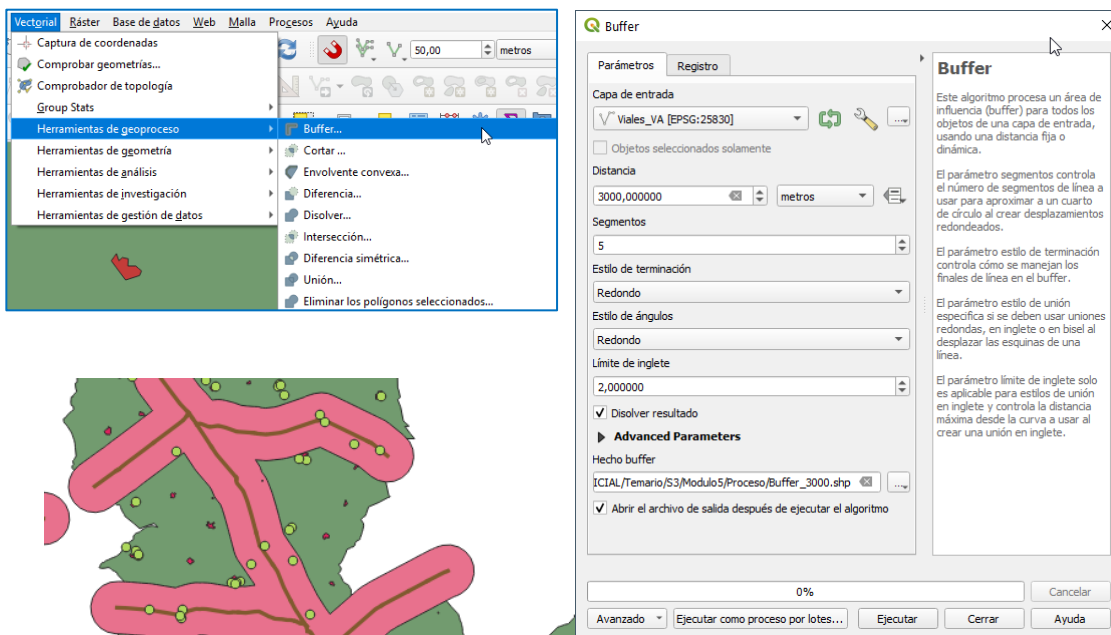 Vectorial Ráster Base de datos Web Malla Procesos Ayuda
Captura de coordenadas
Comprobar geometrías...
Comprobador de topología
Group Stats
Herramientas de geoproceso
Herramientas de geometría
Herramientas de análisis
Herramientas de investigación
Herramientas de gestión de datos
50,00
metros
Buffer...
Cortar ...
Envolvente convexa...
Diferencia...
Disolver...
Intersección...
Diferencia simétrica...
Unión...
Eliminar los polígonos seleccionados...
Buffer
Parámetros Registro
Capa de entrada
Viales_VA [EPSG:25830]
...
Objetos seleccionados solamente
Distancia
3000,000000
metros
Segmentos
5
Estilo de terminación
Redondo
Estilo de ángulos
Redondo
Límite de inglete
2,000000
Disolver resultado
Advanced Parameters
Hecho buffer
ICIAL/Temario/S3/Modulo5/Proceso/Buffer_3000.shp
...
Abrir el archivo de salida después de ejecutar el algoritmo
Buffer
Este algoritmo procesa un área de
influencia (buffer) para todos los
objetos de una capa de entrada,
usando una distancia fija o
dinámica.
El parámetro segmentos controla
el número de segmentos de línea a
usar para aproximar a un cuarto
de círculo al crear desplazamientos
redondeados.
El parámetro estilo de terminación
controla cómo se manejan los
finales de línea en el buffer.
El parámetro estilo de unión
especifica si se deben usar uniones
redondas, en inglete o en bisel al
desplazar las esquinas de una
línea.
El parámetro límite de inglete solo
es aplicable para estilos de unión
en inglete y controla la distancia
máxima desde la curva a usar al
crear una unión en inglete.
0%
Cancelar
Avanzado
Ejecutar como proceso por lotes...
Ejecutar
Cerrar
Ayuda